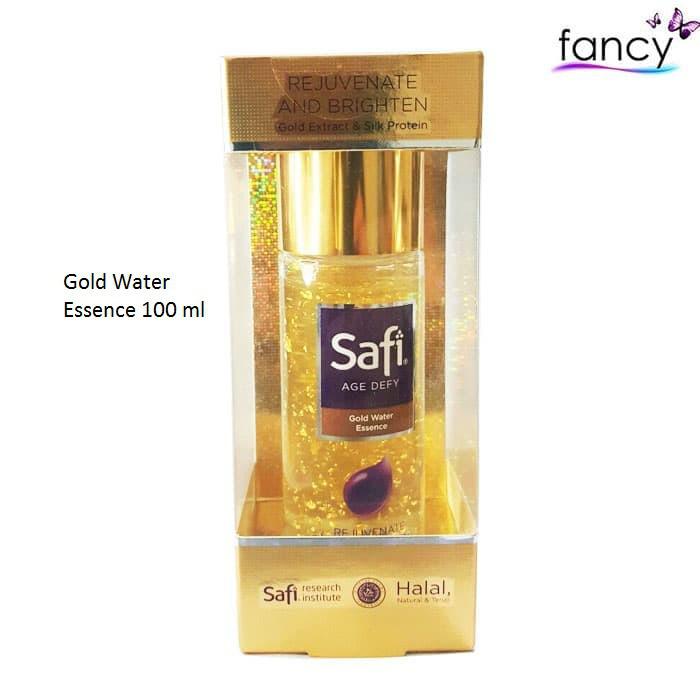 fancy
REJUVENATE
AND BRIGHTEN
Gold Extract & Silk Protein
Gold Water
Essence 100 ml
Safi
AGE DEFY
Gold Water
Essence
REJUVENATE
Safi research
institute
Halal,
Natural &